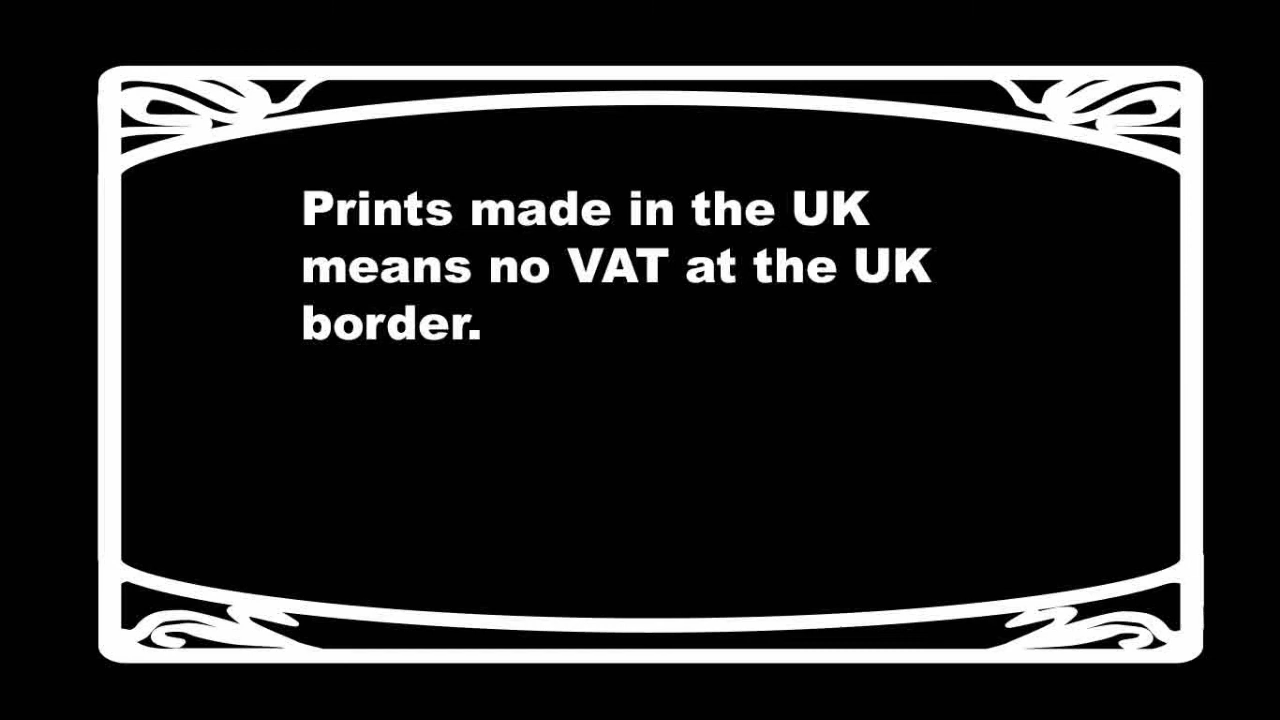 Prints made in the UK
means no VAT at the UK
border.